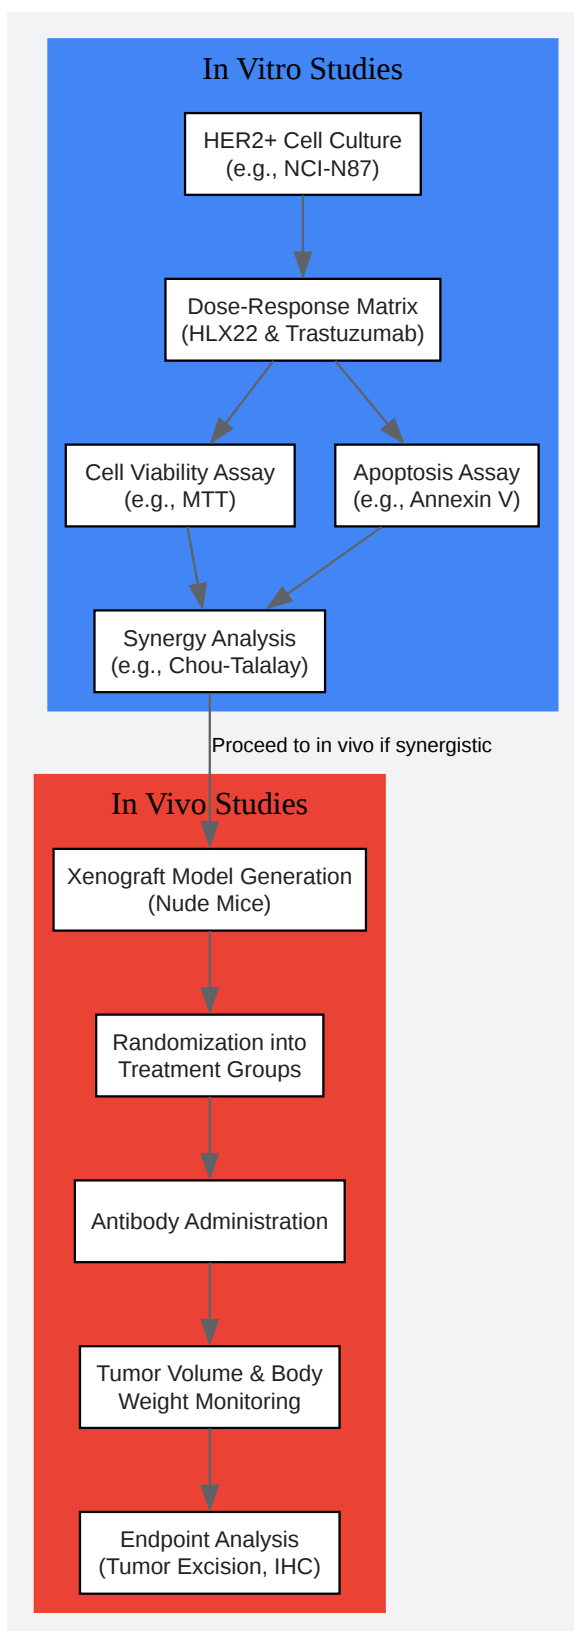 In Vitro Studies
HER2+ Cell Culture
(e.g., NCI-N87)
Dose-Response Matrix
(HLX22 & Trastuzumab)
Cell Viability Assay
(e.g., MTT)
Apoptosis Assay
(e.g., Annexin V)
Synergy Analysis
(e.g., Chou-Talalay)
Proceed to in vivo if synergistic
In Vivo Studies
Xenograft Model Generation
(Nude Mice)
Randomization into
Treatment Groups
Antibody Administration
Tumor Volume & Body
Weight Monitoring
Endpoint Analysis
(Tumor Excision, IHC)